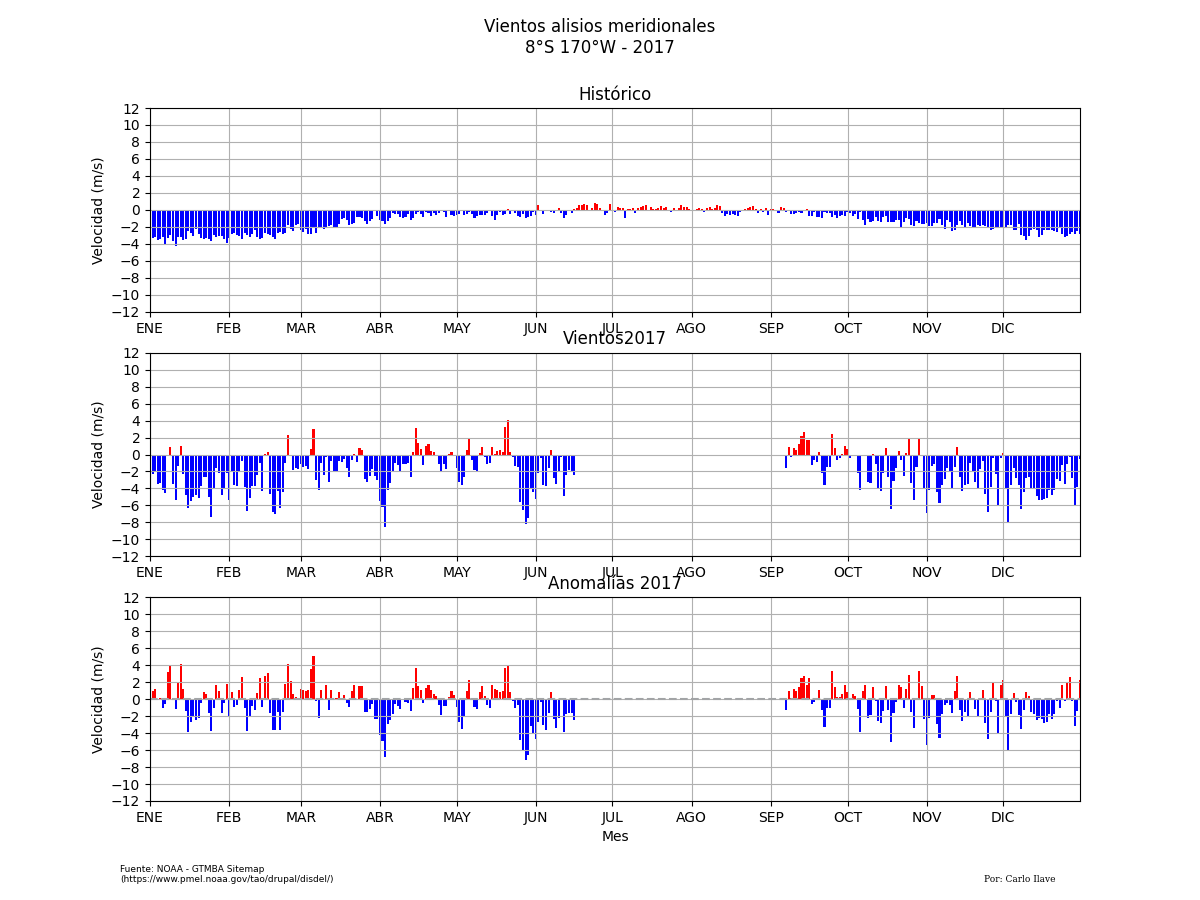 Vientos alisios meridionales
8°S 170°W - 2017
Histórico
12
10
8
6
4
2
0
−2
−4
−6
−8
−10
−12
Velocidad (m/s)
ENE FEB MAR ABR MAY JUN JUL AGO SEP OCT NOV DIC
Vientos2017
12
10
8
6
4
2
0
−2
−4
−6
−8
−10
−12
Velocidad (m/s)
ENE FEB MAR ABR MAY JUN JUL AGO SEP OCT NOV DIC
Anomalías 2017
12
10
8
6
4
2
0
−2
−4
−6
−8
−10
−12
Velocidad (m/s)
ENE FEB MAR ABR MAY JUN JUL AGO SEP OCT NOV DIC
Mes
Fuente: NOAA - GTMBA Sitemap
(https://www.pmel.noaa.gov/tao/drupal/disdel/)
Por: Carlo Ilave